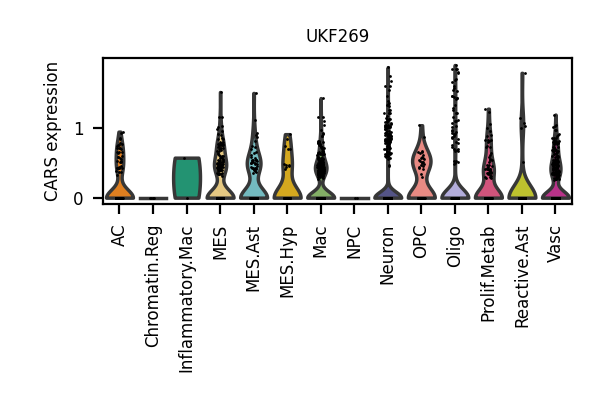 UKF269
CARS expression
1
0
AC
Chromatin.Reg
Inflammatory.Mac
MES
MES.Ast
MES.Hyp
Mac
NPC
Neuron
OPC
Oligo
Prolif.Metab
Reactive.Ast
Vasc